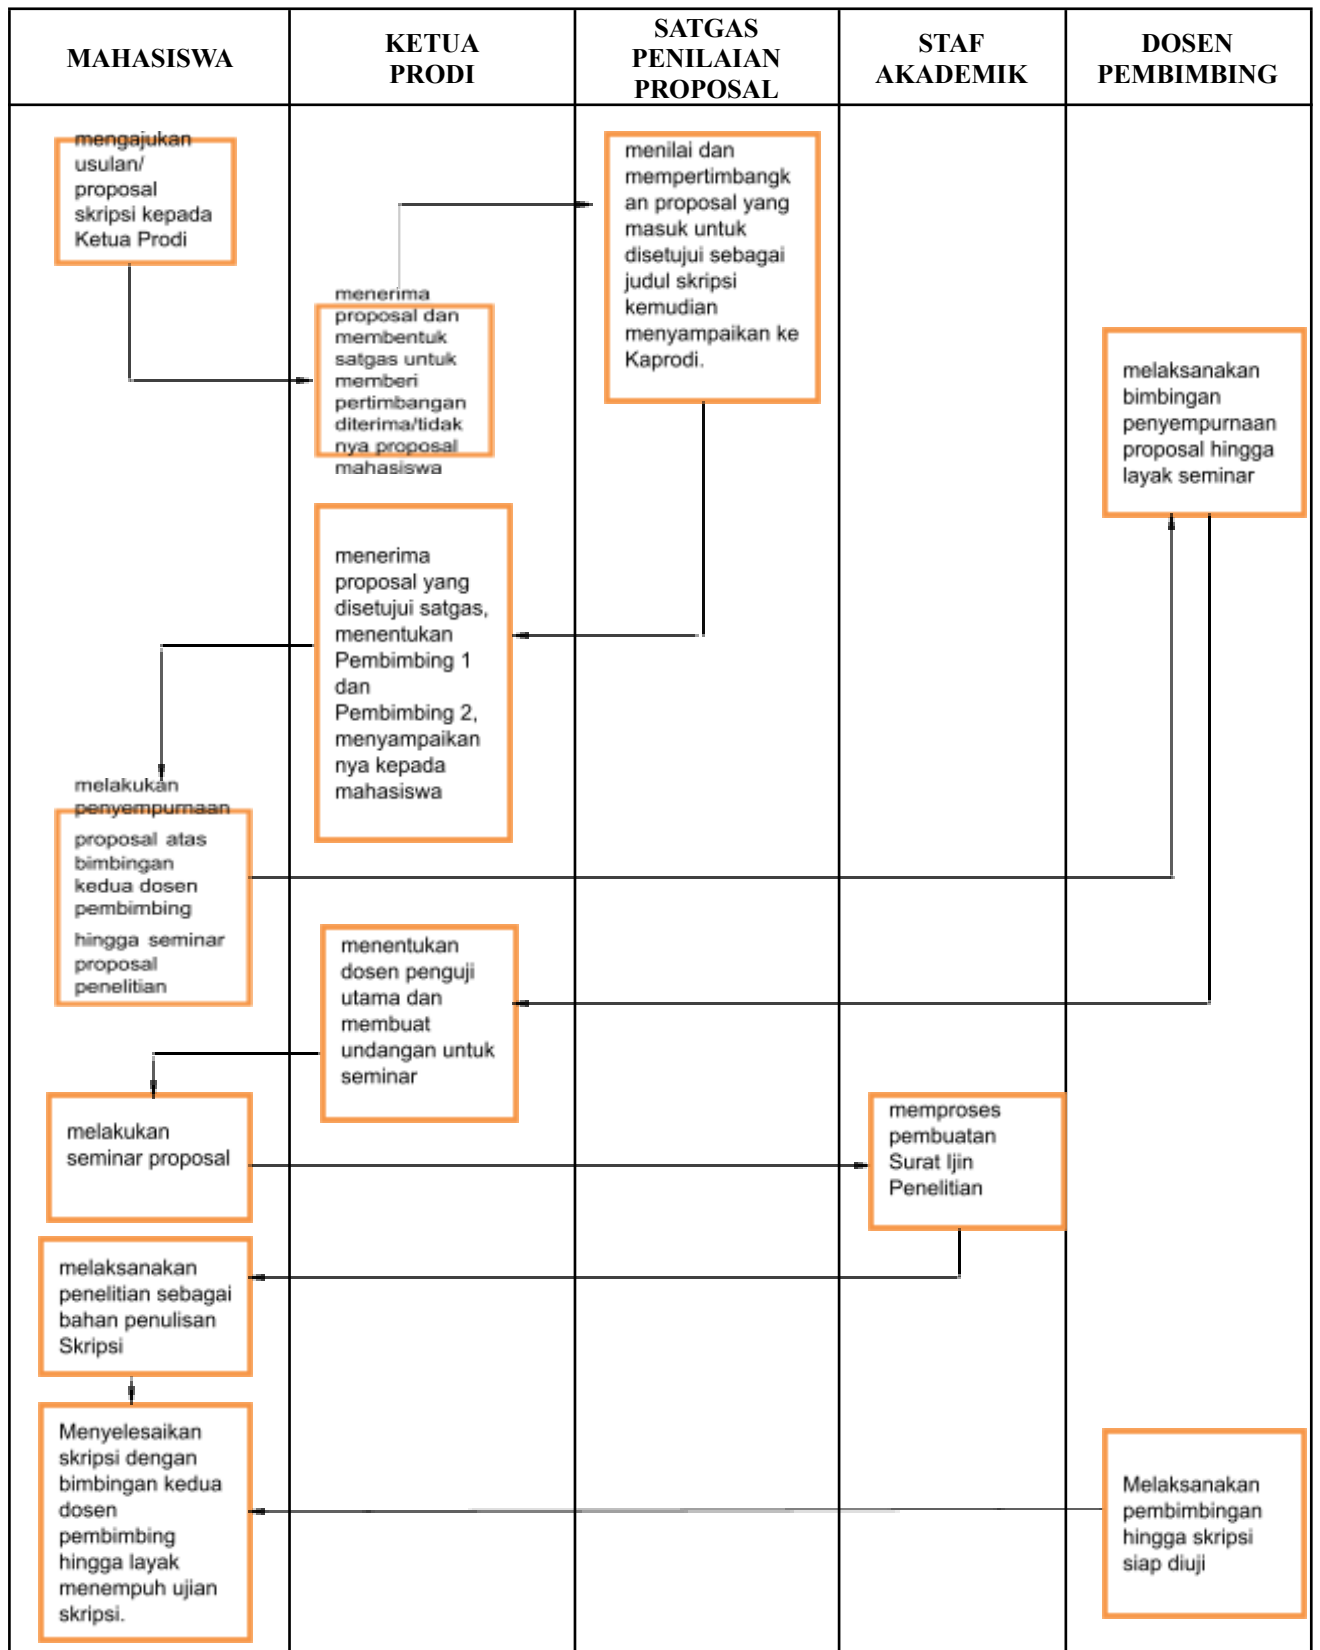 MAHASISWA
KETUA
PRODI
SATGAS
PENILAIAN
PROPOSAL
STAF
AKADEMIK
DOSEN
PEMBIMBING
mengajukan
usulan/
proposal
skripsi kepada
Ketua Prodi
menerima
proposal dan
membentuk
satgas untuk
memberi
pertimbangan
diterima/tidak
nya proposal
mahasiswa
menilai dan
mempertimbangk
an proposal yang
masuk untuk
disetujui sebagai
judul skripsi
kemudian
menyampaikan ke
Kaprodi.
menerima
proposal yang
disetujui satgas,
menentukan
Pembimbing 1
dan
Pembimbing 2,
menyampaikan
nya kepada
mahasiswa
melakukan
penyempurnaan
proposal atas
bimbingan
kedua dosen
pembimbing
hingga seminar
proposal
penelitian
melaksanakan
bimbingan
penyempurnaan
proposal hingga
layak seminar
menentukan
dosen penguji
utama dan
membuat
undangan untuk
seminar
melakukan
seminar proposal
memproses
pembuatan
Surat Ijin
Penelitian
melaksanakan
penelitian sebagai
bahan penulisan
Skripsi
Menyelesaikan
skripsi dengan
bimbingan kedua
dosen
pembimbing
hingga layak
menempuh ujian
skripsi.
Melaksanakan
pembimbingan
hingga skripsi
siap diuji